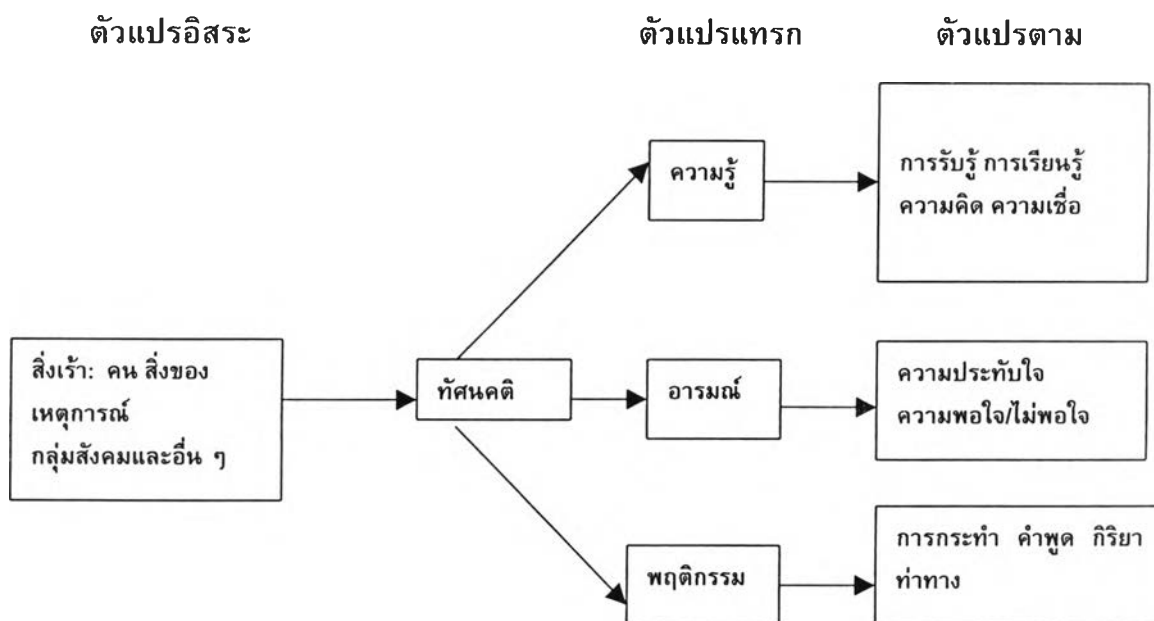 ตัวแปรอิสระ ตัวแปรแทรก ตัวแปรตาม
ความรู้
การรับรู้ การเรียนรู้
ความคิด ความเชื่อ
สิ่งเร้า: คน สิ่งของ
เหตุการณ์
กลุ่มสังคมและอื่น ๆ
ทัศนคติ
อารมณ์
ความประทับใจ
ความพอใจ/ไม่พอใจ
พฤติกรรม
การกระทำ คำพูด กิริยา
ท่าทาง